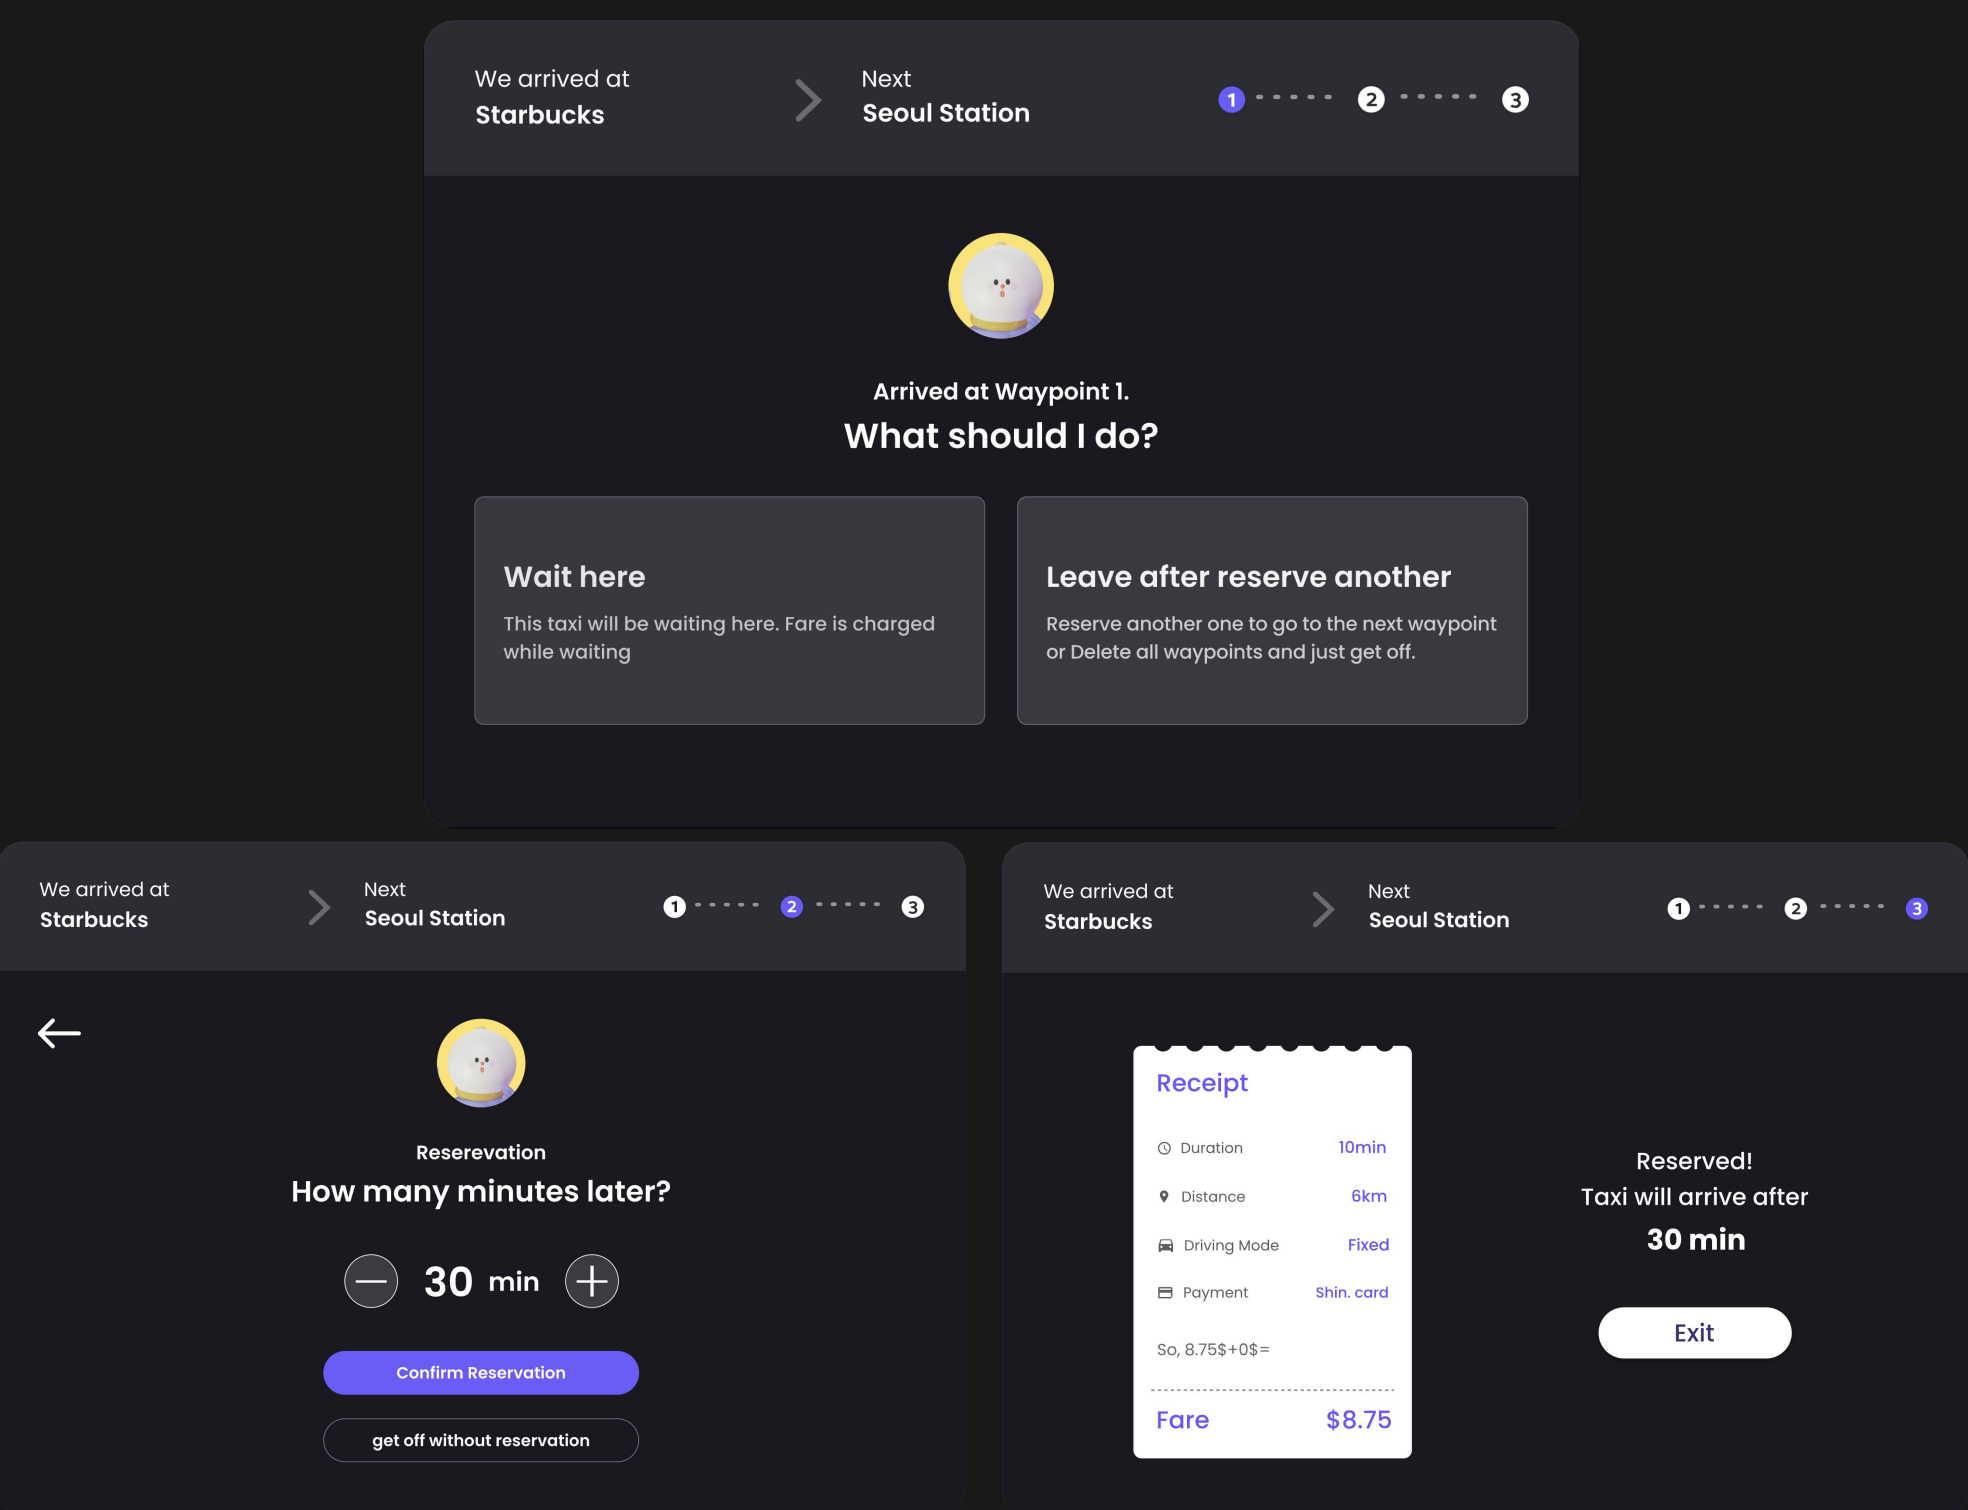 We arrived at
Starbucks
Next
Seoul Station
1 2 3
Arrived at Waypoint 1.
What should I do?
Wait here
This taxi will be waiting here. Fare is charged
while waiting
Leave after reserve another
Reserve another one to go to the next waypoint
or Delete all waypoints and just get off.
We arrived at
Starbucks
Next
Seoul Station
1 2 3
Reserevation
How many minutes later?
30 min
Confirm Reservation
get off without reservation
We arrived at
Starbucks
Next
Seoul Station
1 2 3
Receipt
Duration 10min
Distance 6km
Driving Mode Fixed
Payment Shin. card
So, 8.75$+0$=
Fare $8.75
Reserved!
Taxi will arrive after
30 min
Exit